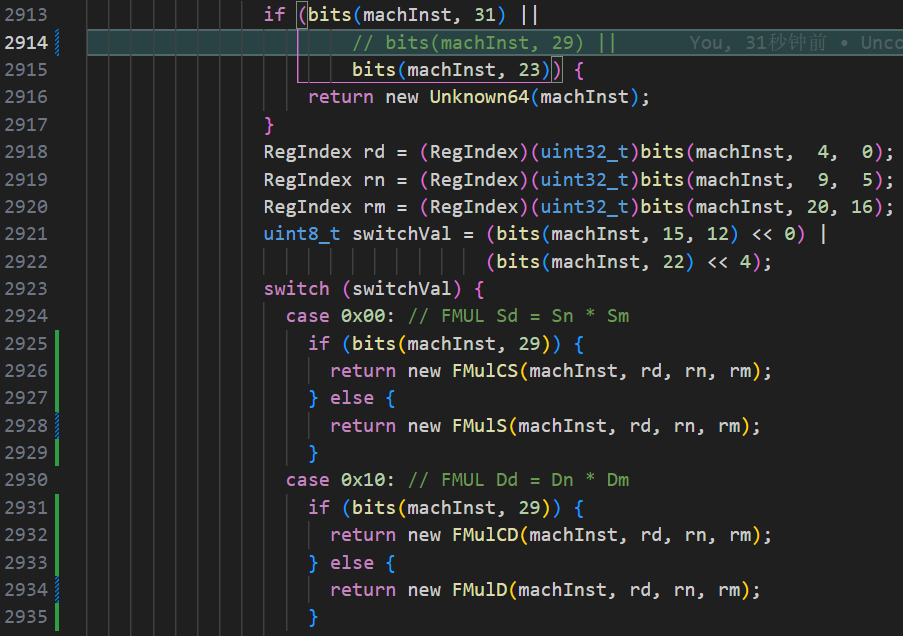 2913 if (bits(machInst, 31) ||
2914 // bits(machInst, 29) || You, 31秒钟前 • Unco
2915 bits(machInst, 23)) {
2916 return new Unknown64(machInst);
2917 }
2918 RegIndex rd = (RegIndex)(uint32_t)bits(machInst,  4,  0);
2919 RegIndex rn = (RegIndex)(uint32_t)bits(machInst,  9,  5);
2920 RegIndex rm = (RegIndex)(uint32_t)bits(machInst, 20, 16);
2921 uint8_t switchVal = (bits(machInst, 15, 12) << 0) |
2922 (bits(machInst, 22) << 4);
2923 switch (switchVal) {
2924 case 0x00: // FMUL Sd = Sn * Sm
2925 if (bits(machInst, 29)) {
2926 return new FMulCS(machInst, rd, rn, rm);
2927 } else {
2928 return new FMulS(machInst, rd, rn, rm);
2929 }
2930 case 0x10: // FMUL Dd = Dn * Dm
2931 if (bits(machInst, 29)) {
2932 return new FMulCD(machInst, rd, rn, rm);
2933 } else {
2934 return new FMulD(machInst, rd, rn, rm);
2935 }